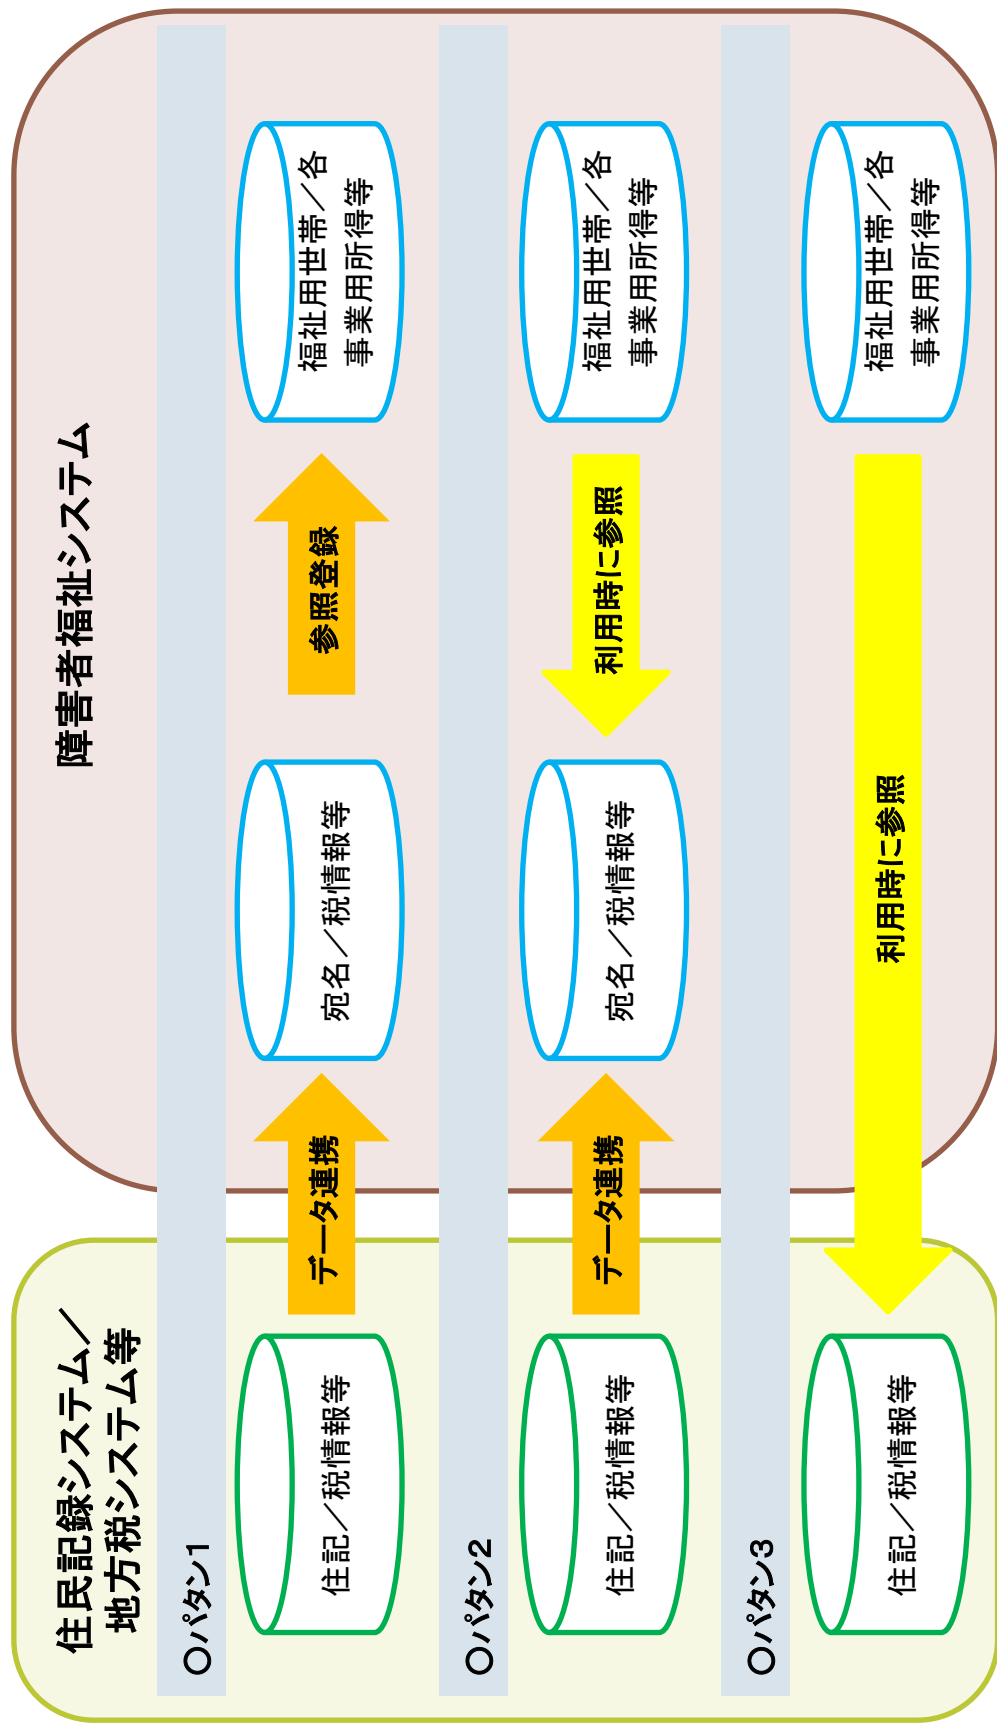 住民記録システム／
地方税システム等
障害者福祉システム
○パタン1
住記／税情報等
データ連携
宛名／税情報等
参照登録
福祉用世帯／各
事業用所得等
○パタン2
住記／税情報等
データ連携
宛名／税情報等
利用時に参照
福祉用世帯／各
事業用所得等
○パタン3
住記／税情報等
利用時に参照
福祉用世帯／各
事業用所得等